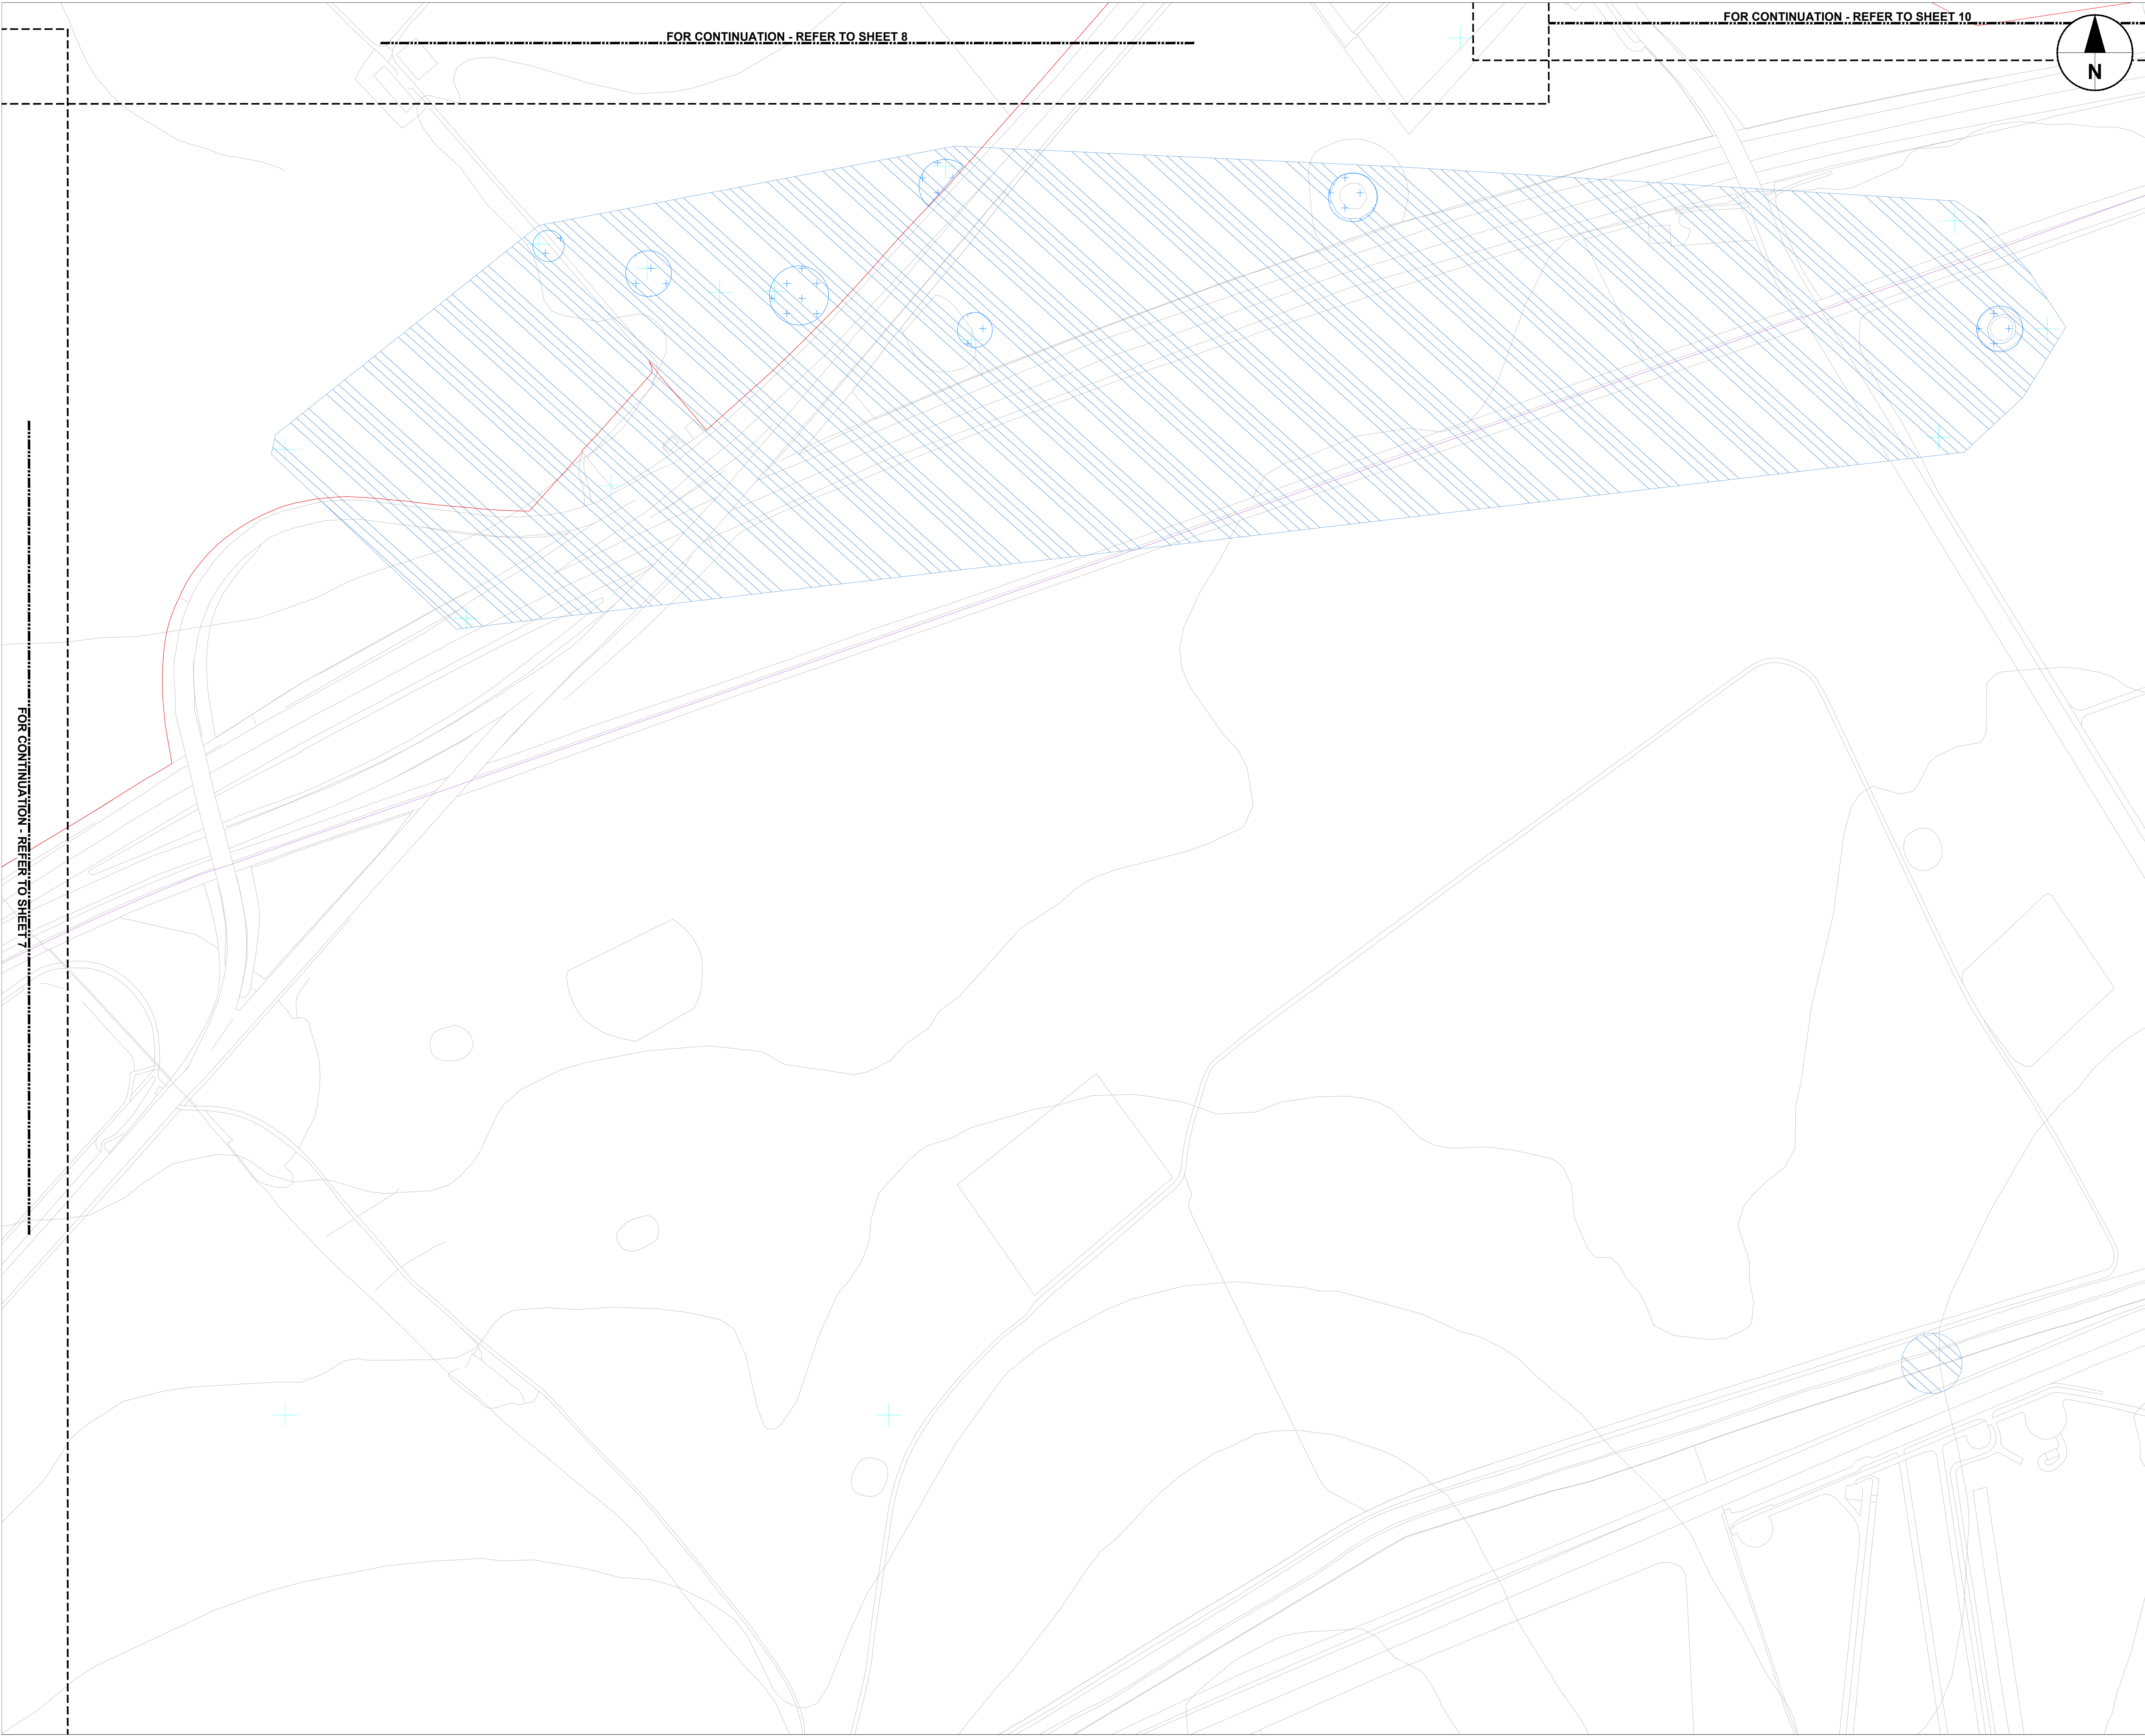 FOR CONTINUATION - REFER TO SHEET 10
FOR CONTINUATION - REFER TO SHEET 8
N
FOR CONTINUATION - REFER TO SHEET 7